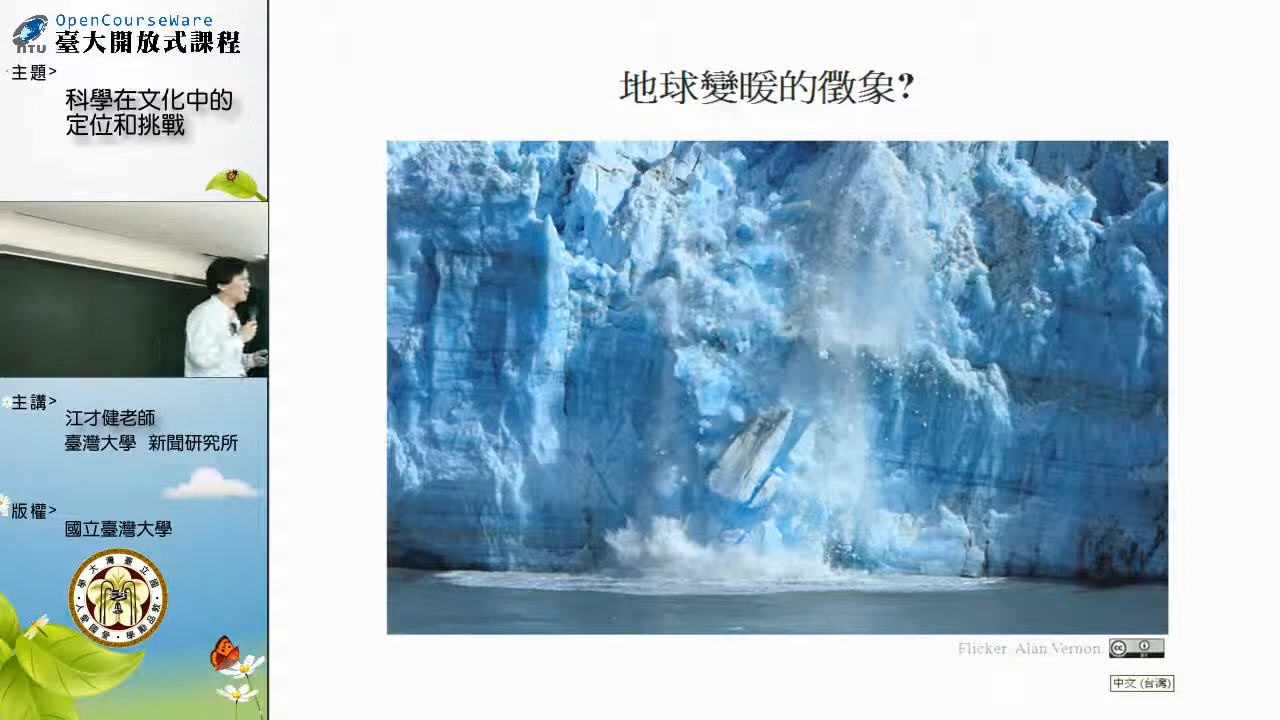 OpenCourseWare
NTU
臺大開放式課程
主題>
科學在文化中的
定位和挑戰
主講>
江才健老師
臺灣大學 新聞研究所
版權>
國立臺灣大學
地球變暖的徵象?
Flicker Alan Vernon
cc
中文 (台灣)